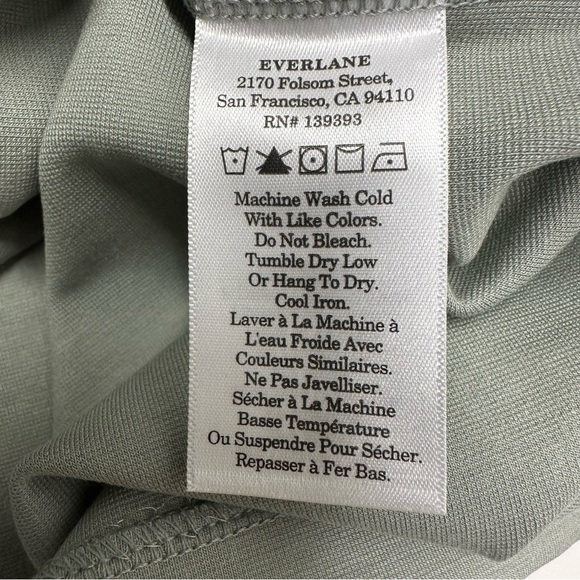 EVERLANE
2170 Folsom Street,
San Francisco, CA 94110
RN# 139393
Machine Wash Cold
With Like Colors.
Do Not Bleach.
Tumble Dry Low
Or Hang To Dry.
Cool Iron.
Laver à La Machine à
L'eau Froide Avec
Couleurs Similaires.
Ne Pas Javelliser.
Sécher à La Machine
Basse Température
Ou Suspendre Pour Sécher.
Repasser à Fer Bas.